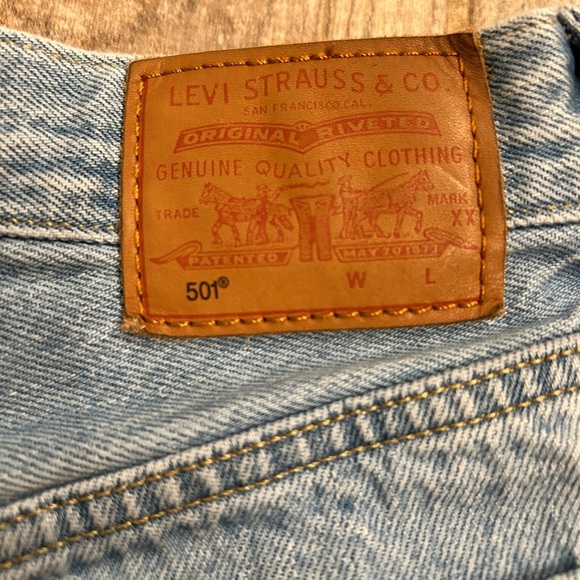 LEVI STRAUSS & CO.
SAN FRANCISCO, CAL.
ORIGINAL RIVETED
GENUINE QUALITY CLOTHING
TRADE MARK
XX
PATENTED MAY 20 1873
501® W L